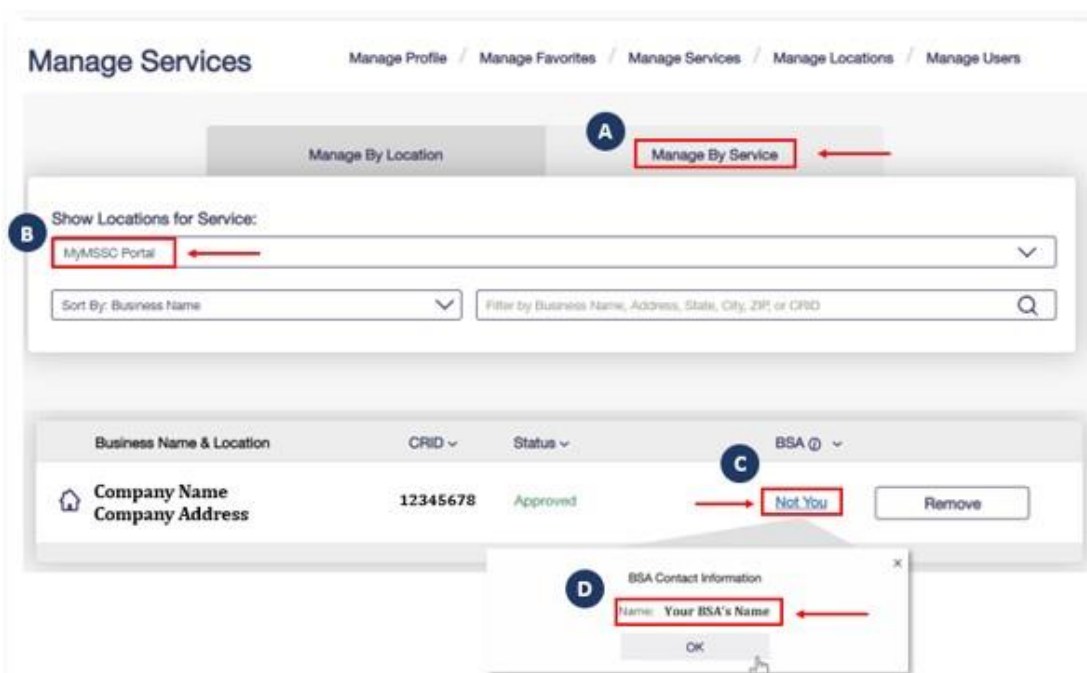 Manage Services
Manage Profile / Manage Favorites / Manage Services / Manage Locations / Manage Users
A
Manage By Location
Manage By Service
B
Show Locations for Service:
MyMSSC Portal
Sort By: Business Name
Filter by Business Name, Address, State, City, ZIP, or CRID
Business Name & Location
CRID
Status
BSA
C
Company Name
Company Address
12345678
Approved
Not You
Remove
D
BSA Contact Information
Name: Your BSA's Name
OK